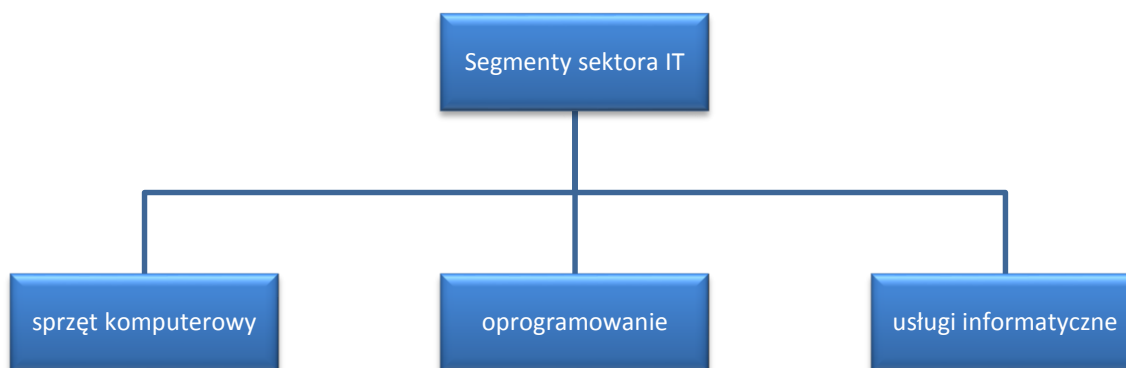 Segmenty sektora IT
sprzęt komputerowy
oprogramowanie
usługi informatyczne